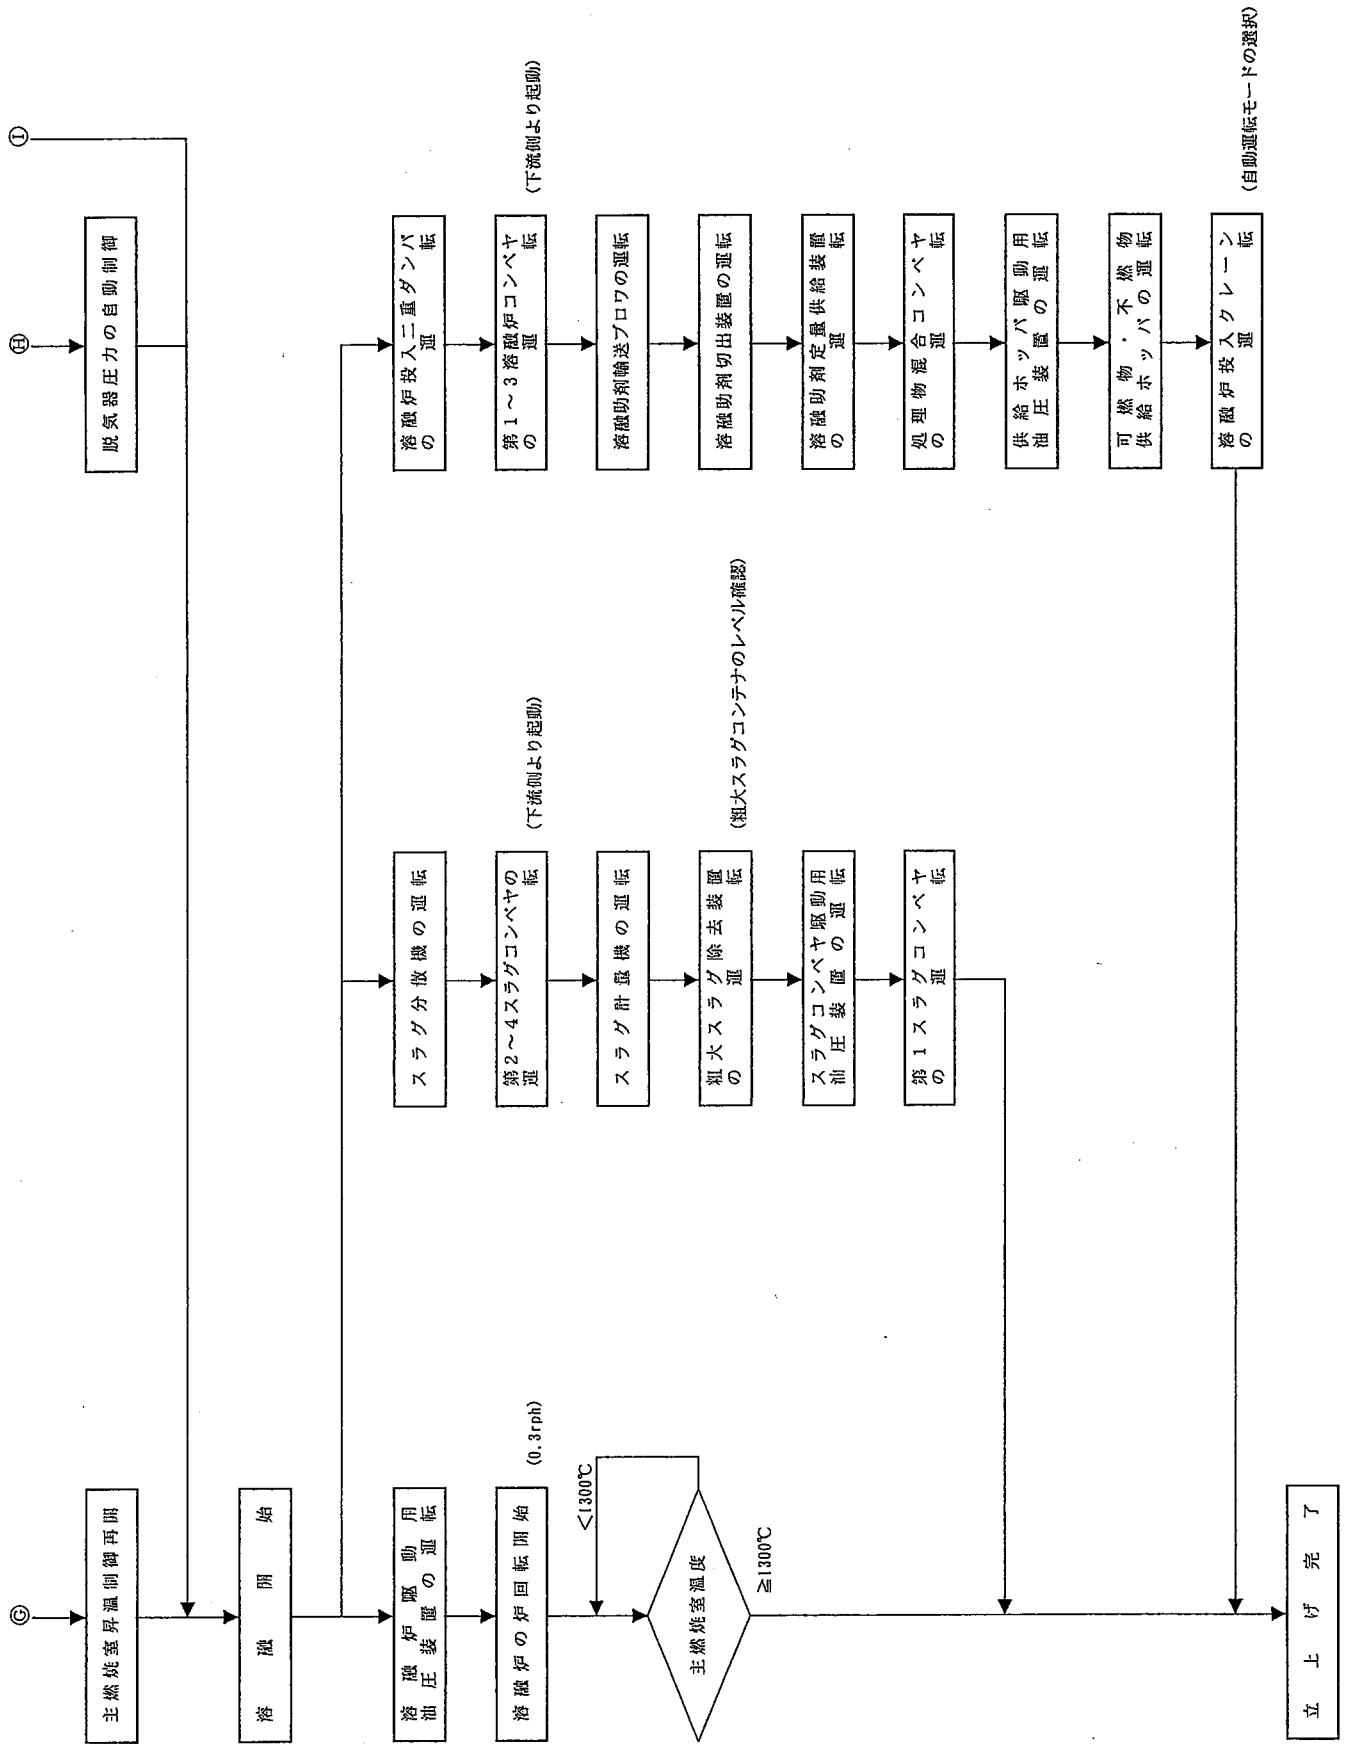 Ⓖ
主燃焼室昇温制御再開
溶融開始
溶融炉駆動用
油圧装置の運転
溶融炉の炉回転開始
(0.3rph)
<1300℃
主燃焼室温度
≧1300℃
立上げ完了
スラグ分散機の運転
第2～4スラグコンベヤの
運転
(下流側より起動)
スラグ計量機の運転
粗大スラグ除去装置
の運転
(粗大スラグコンテナのレベル確認)
スラグコンベヤ駆動用
油圧装置の運転
第1スラグコンベヤ
の運転
Ⓗ
脱気器圧力の自動制御
Ⓘ
溶融炉投入二重ダンパ
の運転
第1～3溶融炉コンベヤ
の運転
(下流側より起動)
溶融助剤輸送ブロワの運転
溶融助剤切出装置の運転
溶融助剤定量供給装置
の運転
処理物混合コンベヤ
の運転
供給ホッパ駆動用
油圧装置の運転
可燃物・不燃物
供給ホッパの運転
溶融炉投入クレーン
の運転
(自動運転モードの選択)